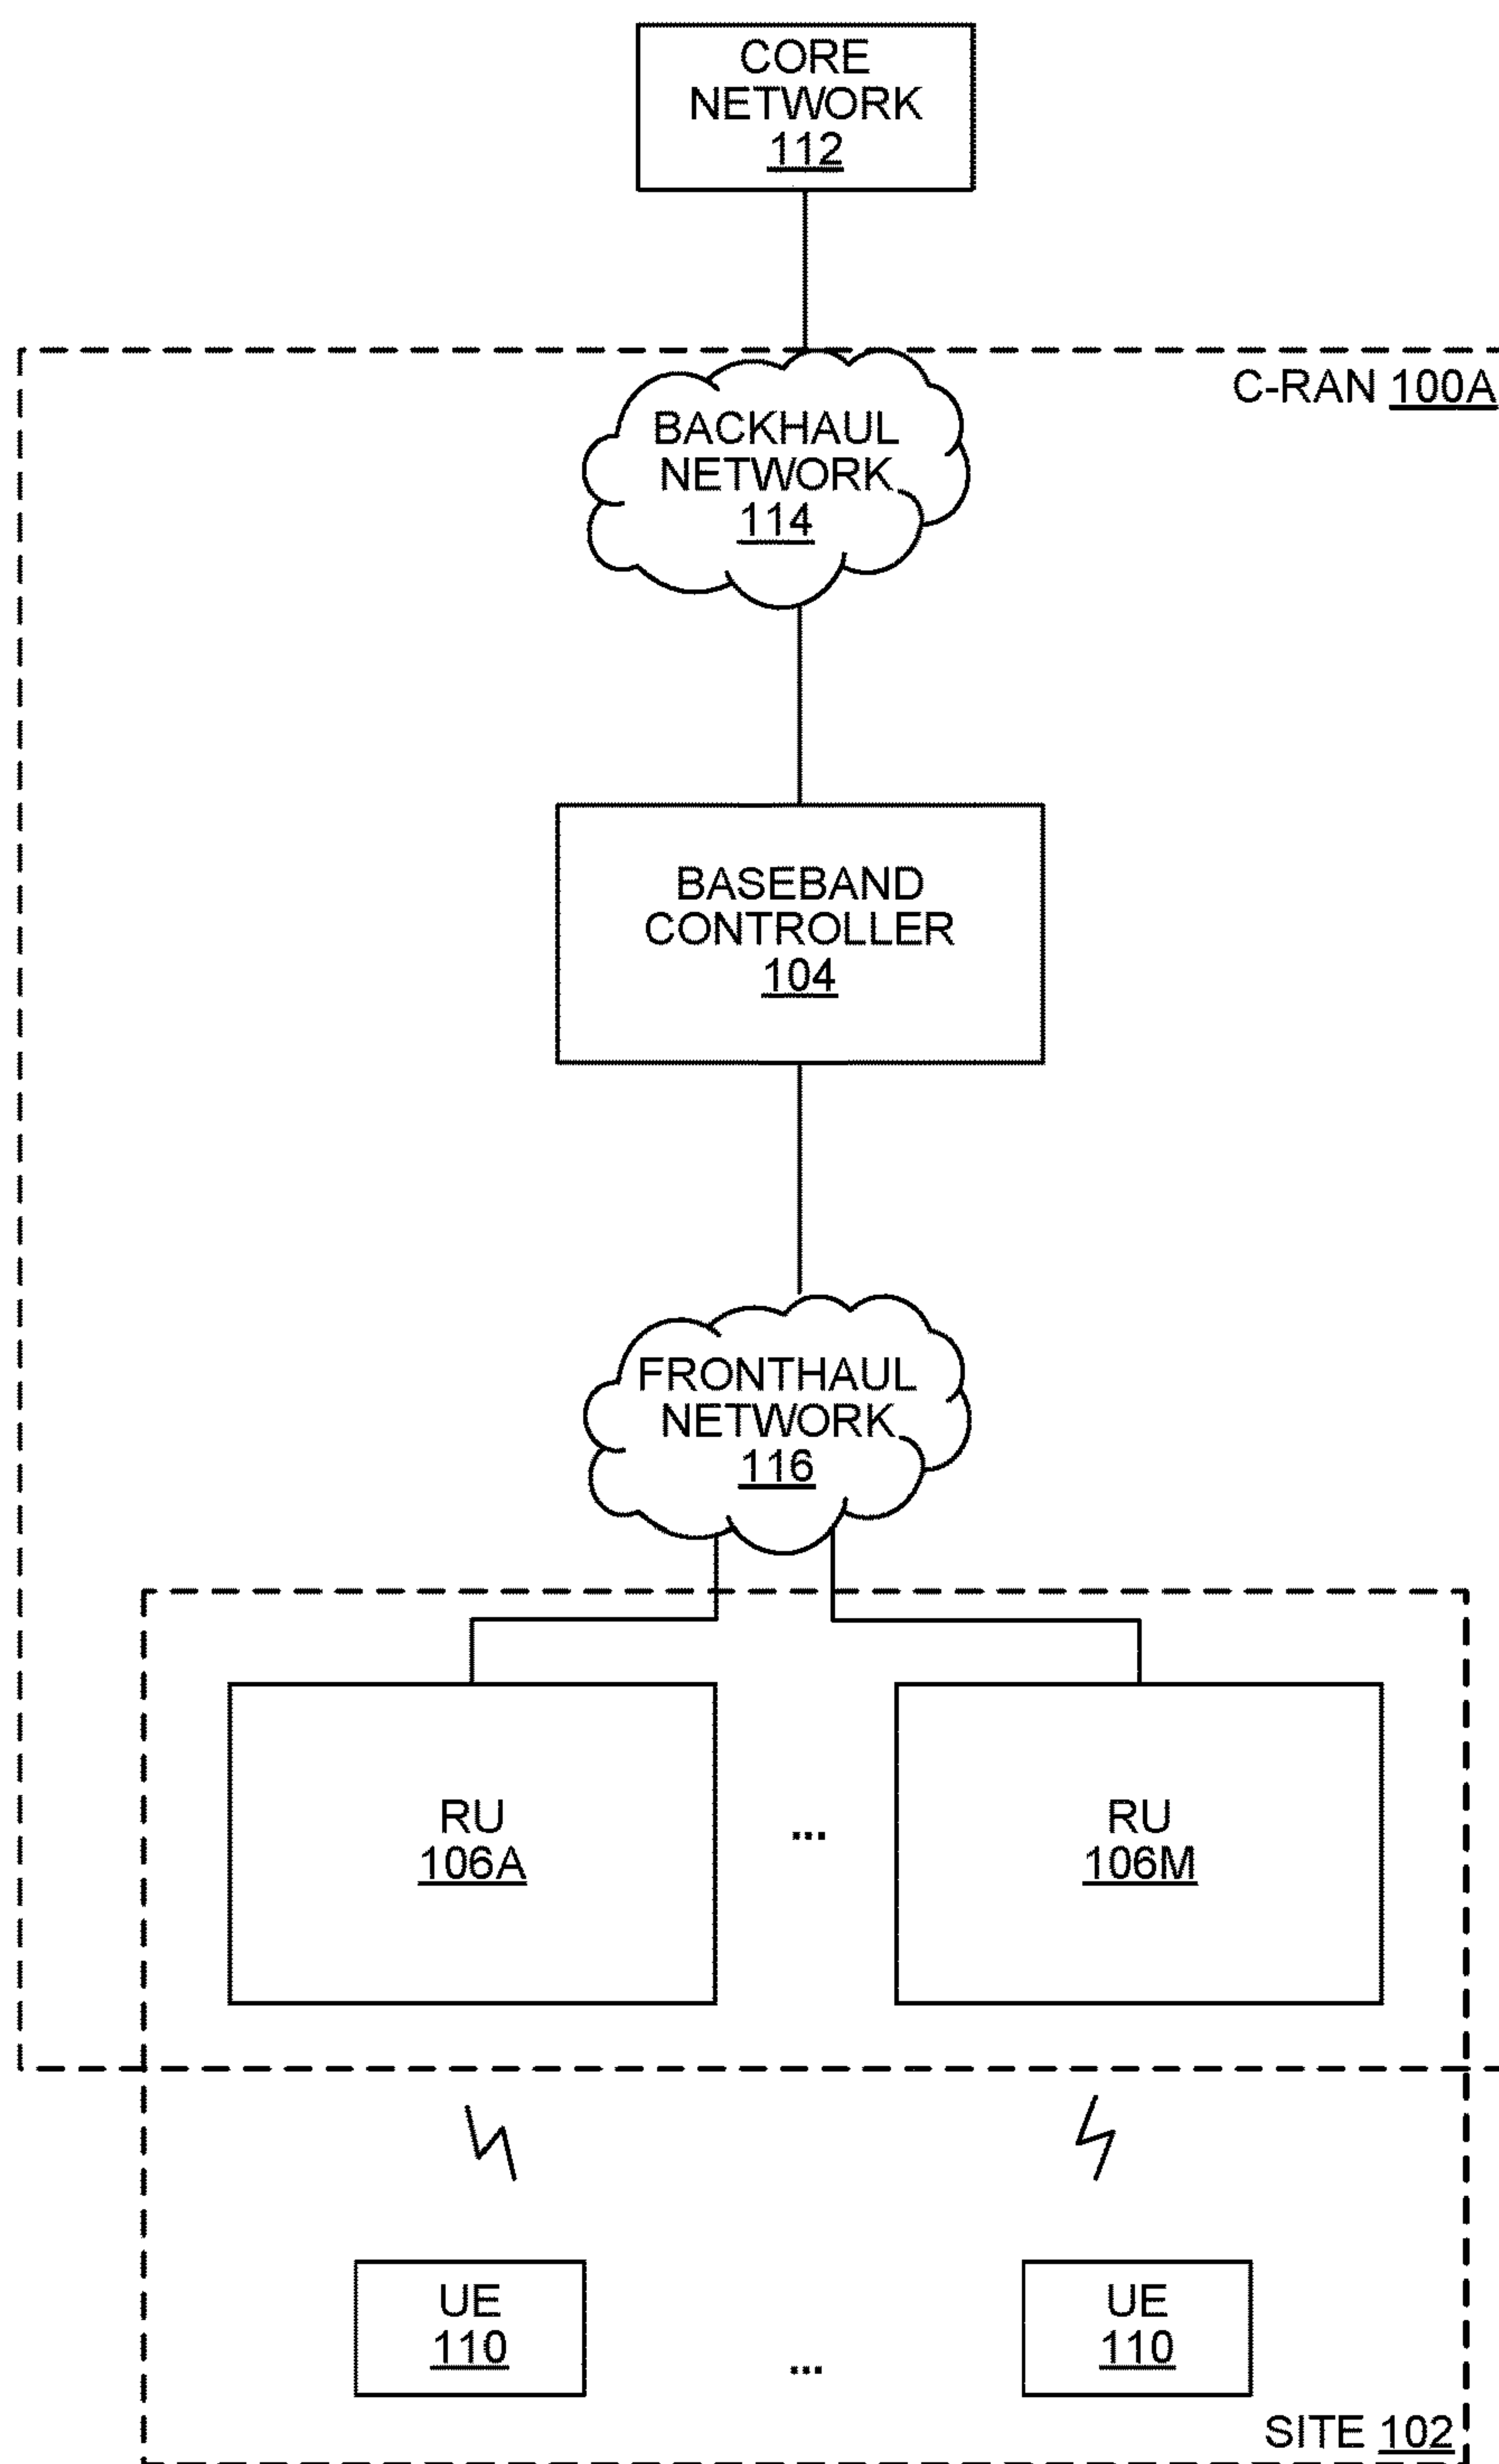 CORE
NETWORK
112
C-RAN 100A
BACKHAUL
NETWORK
114
BASEBAND
CONTROLLER
104
FRONTHAUL
NETWORK
116
RU
106A
...
RU
106M
UE
110
...
UE
110
SITE 102